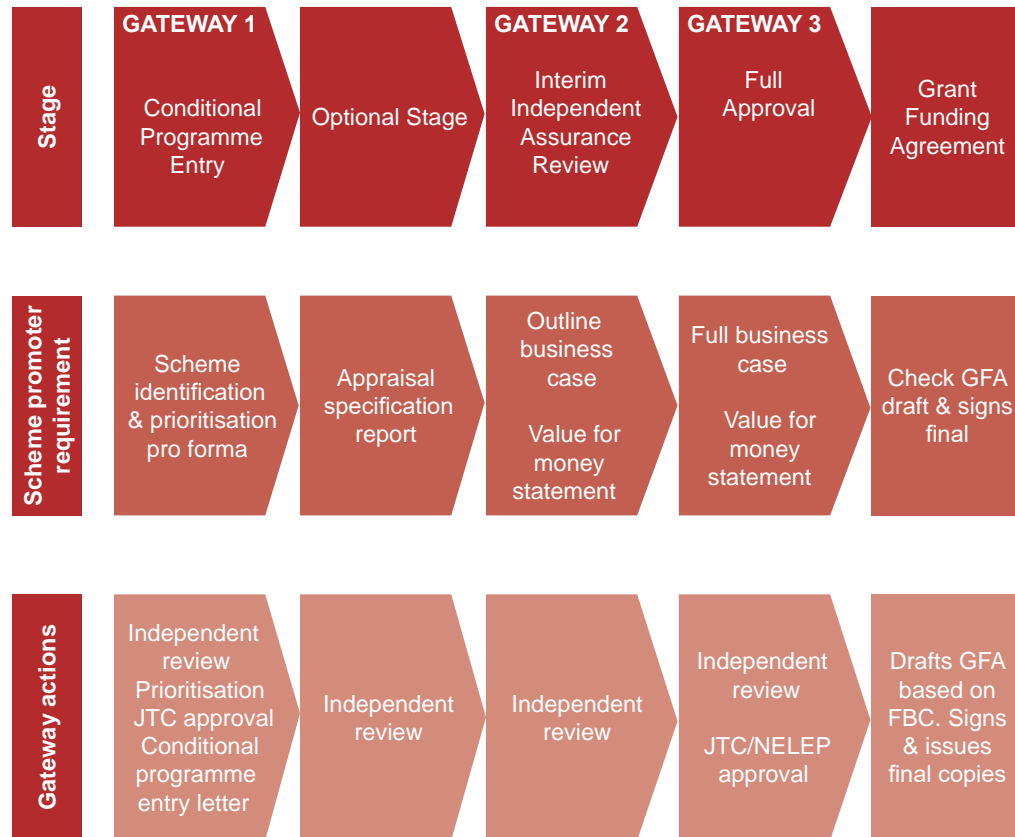 Stage
GATEWAY 1
Conditional
Programme
Entry
Optional Stage
GATEWAY 2
Interim
Independent
Assurance
Review
GATEWAY 3
Full
Approval
Grant
Funding
Agreement
Scheme promoter
requirement
Scheme
identification
& prioritisation
pro forma
Appraisal
specification
report
Outline
business
case
Value for
money
statement
Full business
case
Value for
money
statement
Check GFA
draft & signs
final
Gateway actions
Independent
review
Prioritisation
JTC approval
Conditional
programme
entry letter
Independent
review
Independent
review
Independent
review
JTC/NELEP
approval
Drafts GFA
based on
FBC. Signs
& issues
final copies